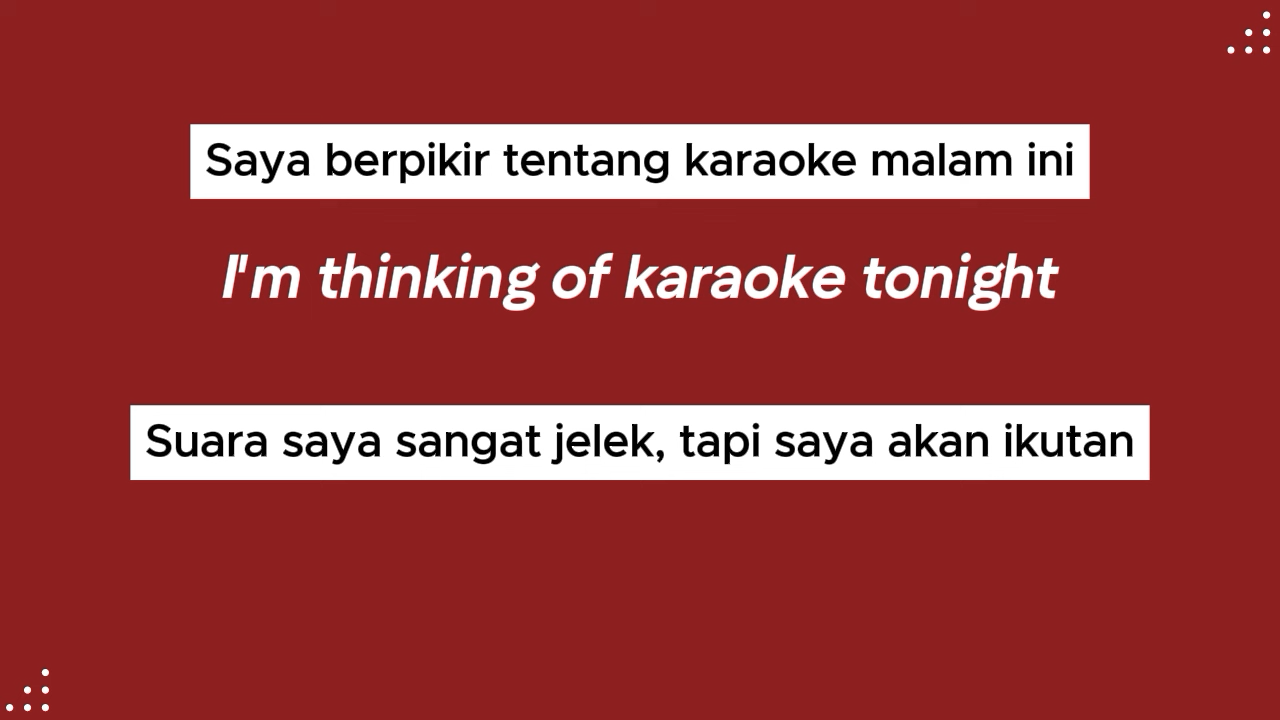 Saya berpikir tentang karaoke malam ini
I'm thinking of karaoke tonight
Suara saya sangat jelek, tapi saya akan ikutan